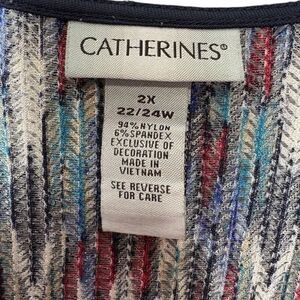 CATHERINES®
2X
22/24W
94% NYLON
6% SPANDEX
EXCLUSIVE OF
DECORATION
MADE IN
VIETNAM
SEE REVERSE
FOR CARE